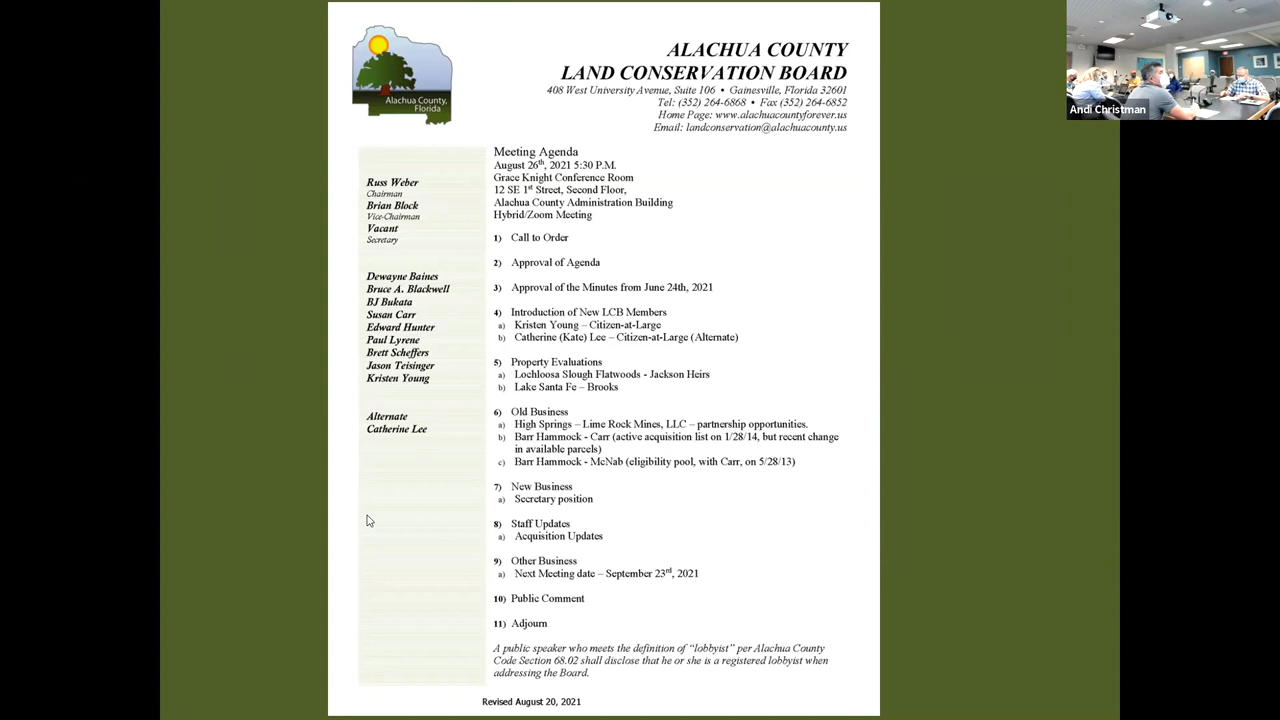 ALACHUA COUNTY
LAND CONSERVATION BOARD
408 West University Avenue, Suite 106 • Gainesville, Florida 32601
Tel: (352) 264-6868 • Fax (352) 264-6852
Home Page: www.alachuacountyforever.us
Email: landconservation@alachuacounty.us
Alachua County,
Florida
Andi Christman
Russ Weber
Chairman
Brian Block
Vice-Chairman
Vacant
Secretary
Dewayne Baines
Bruce A. Blackwell
BJ Bukata
Susan Carr
Edward Hunter
Paul Lyrene
Brett Scheffers
Jason Teisinger
Kristen Young
Alternate
Catherine Lee
Meeting Agenda
August 26th, 2021 5:30 P.M.
Grace Knight Conference Room
12 SE 1st Street, Second Floor,
Alachua County Administration Building
Hybrid/Zoom Meeting
1) Call to Order
2) Approval of Agenda
3) Approval of the Minutes from June 24th, 2021
4) Introduction of New LCB Members
a) Kristen Young – Citizen-at-Large
b) Catherine (Kate) Lee – Citizen-at-Large (Alternate)
5) Property Evaluations
a) Lochloosa Slough Flatwoods - Jackson Heirs
b) Lake Santa Fe – Brooks
6) Old Business
a) High Springs – Lime Rock Mines, LLC – partnership opportunities.
b) Barr Hammock - Carr (active acquisition list on 1/28/14, but recent change
in available parcels)
c) Barr Hammock - McNab (eligibility pool, with Carr, on 5/28/13)
7) New Business
a) Secretary position
8) Staff Updates
a) Acquisition Updates
9) Other Business
a) Next Meeting date – September 23rd, 2021
10) Public Comment
11) Adjourn
A public speaker who meets the definition of “lobbyist” per Alachua County
Code Section 68.02 shall disclose that he or she is a registered lobbyist when
addressing the Board.
Revised August 20, 2021